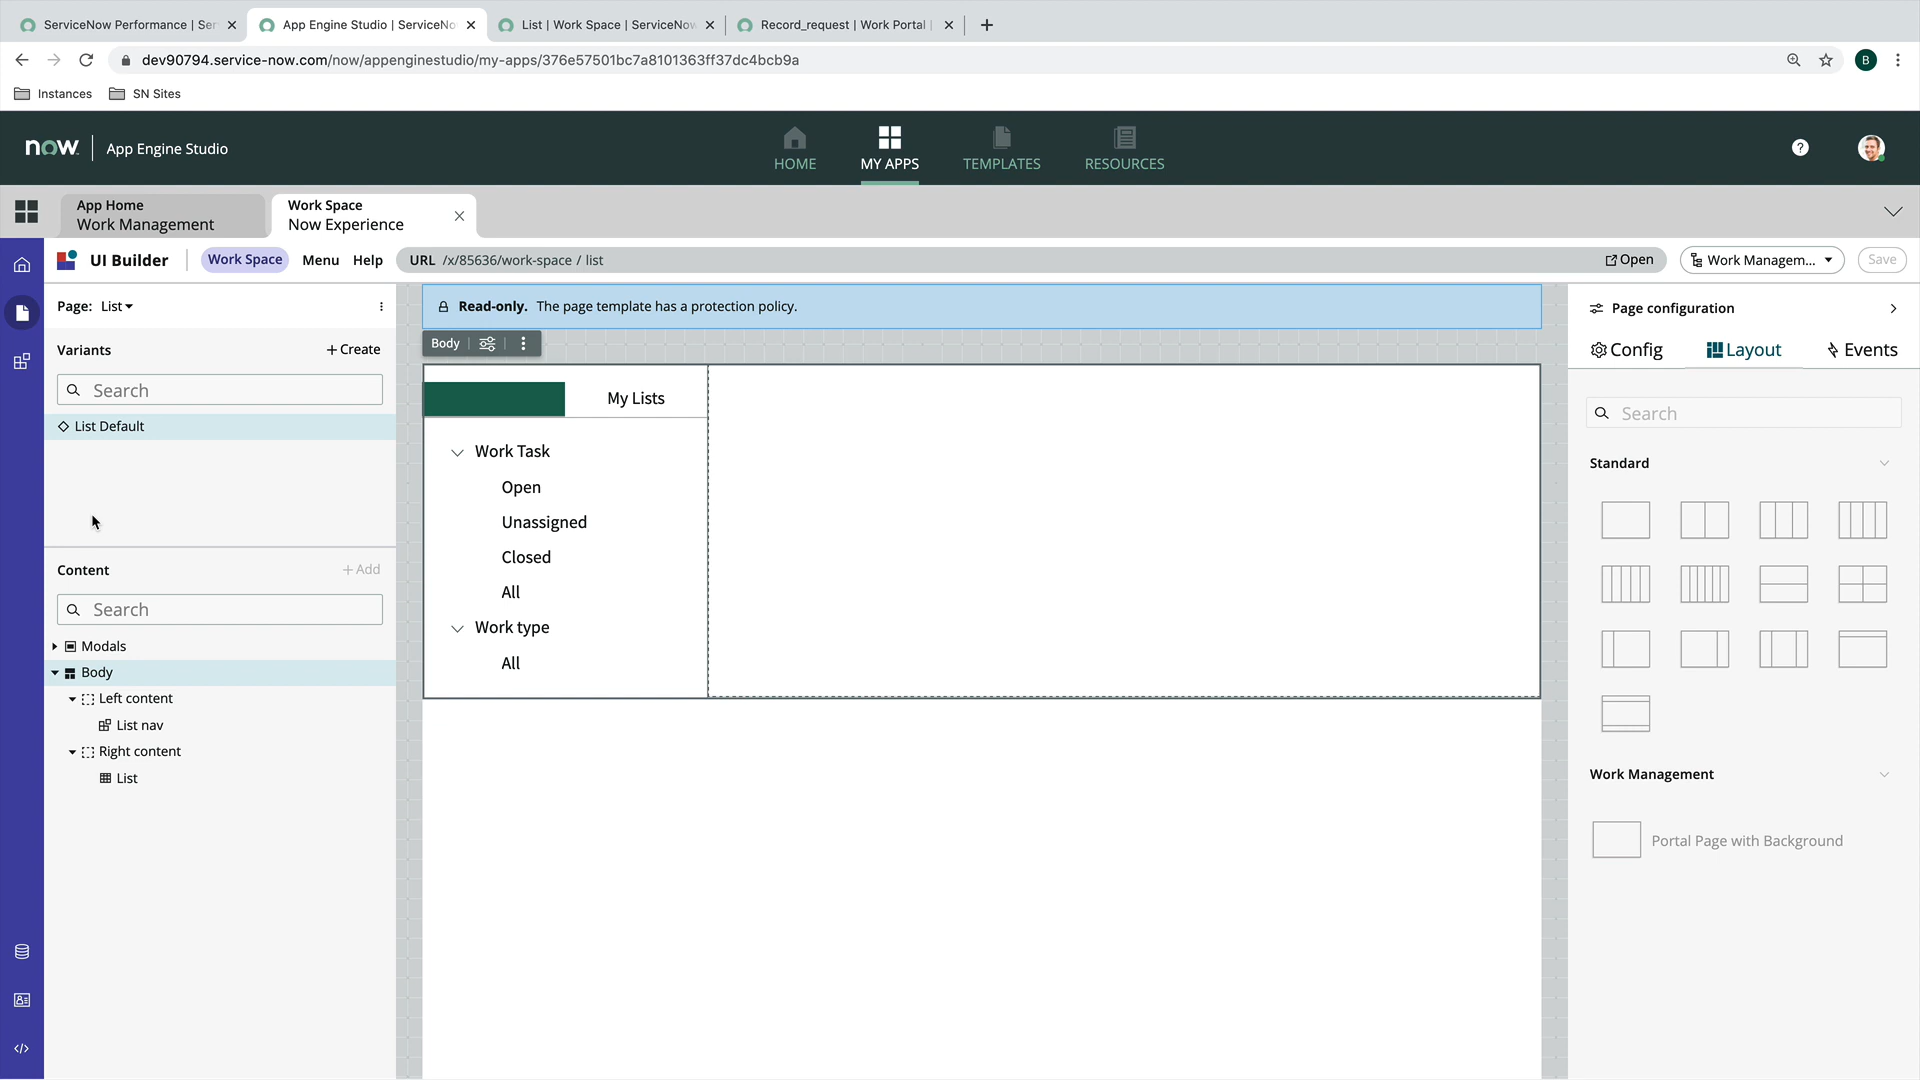 ServiceNow Performance | Ser
App Engine Studio | ServiceNo
List | Work Space | ServiceNow
Record_request | Work Portal |
dev90794.service-now.com/now/appenginestudio/my-apps/376e57501bc7a8101363ff37dc4bcb9a
B
Instances
SN Sites
now
App Engine Studio
HOME
MY APPS
TEMPLATES
RESOURCES
?
App Home
Work Management
Work Space
Now Experience
UI Builder
Work Space
Menu
Help
URL /x/85636/work-space / list
Open
Work Managem...
Save
Page: List
Variants
+ Create
Search
List Default
Content
+ Add
Search
Modals
Body
Left content
List nav
Right content
List
Read-only. The page template has a protection policy.
Body
My Lists
Work Task
Open
Unassigned
Closed
All
Work type
All
Page configuration
Config
Layout
Events
Search
Standard
Work Management
Portal Page with Background